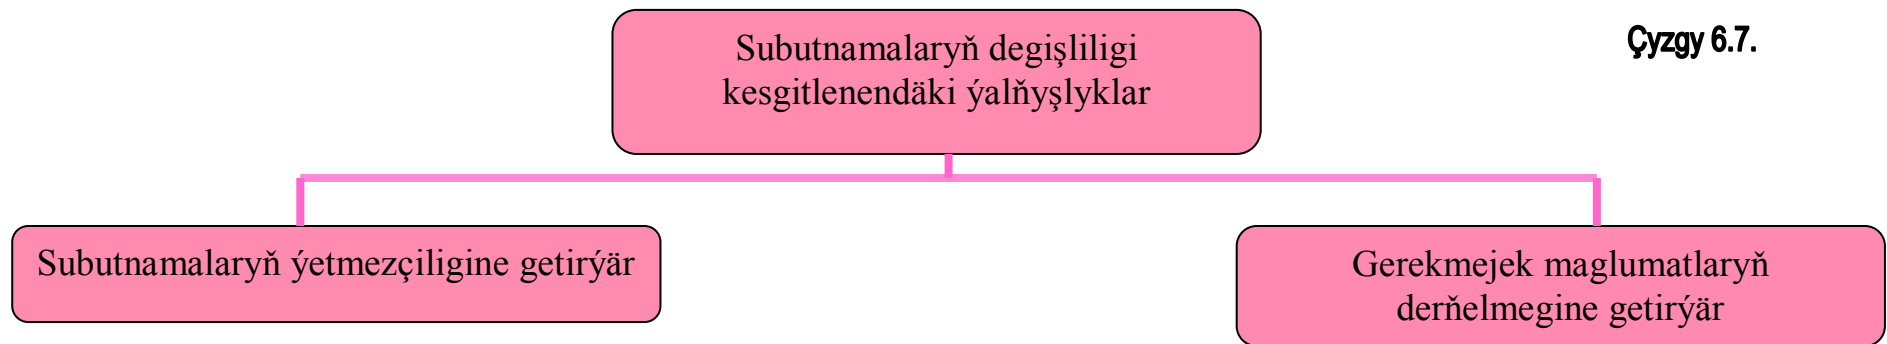 Subutnamalaryň degişliligi
kesgitlenendäki ýalňyşlyklar
Çyzgy 6.7.
Subutnamalaryň ýetmezçiligine getirýär
Gerekmejek maglumatlaryň
derňelmegine getirýär